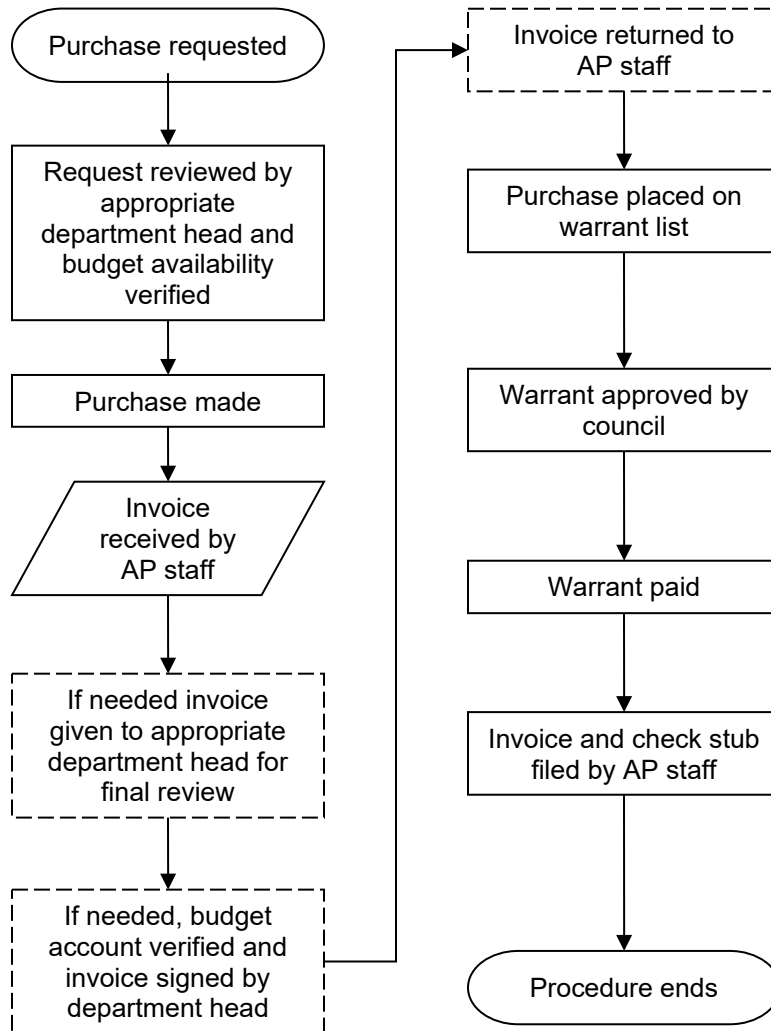 Purchase requested
Request reviewed by
appropriate
department head and
budget availability
verified
Purchase made
Invoice
received by
AP staff
If needed invoice
given to appropriate
department head for
final review
If needed, budget
account verified and
invoice signed by
department head
Invoice returned to
AP staff
Purchase placed on
warrant list
Warrant approved by
council
Warrant paid
Invoice and check stub
filed by AP staff
Procedure ends